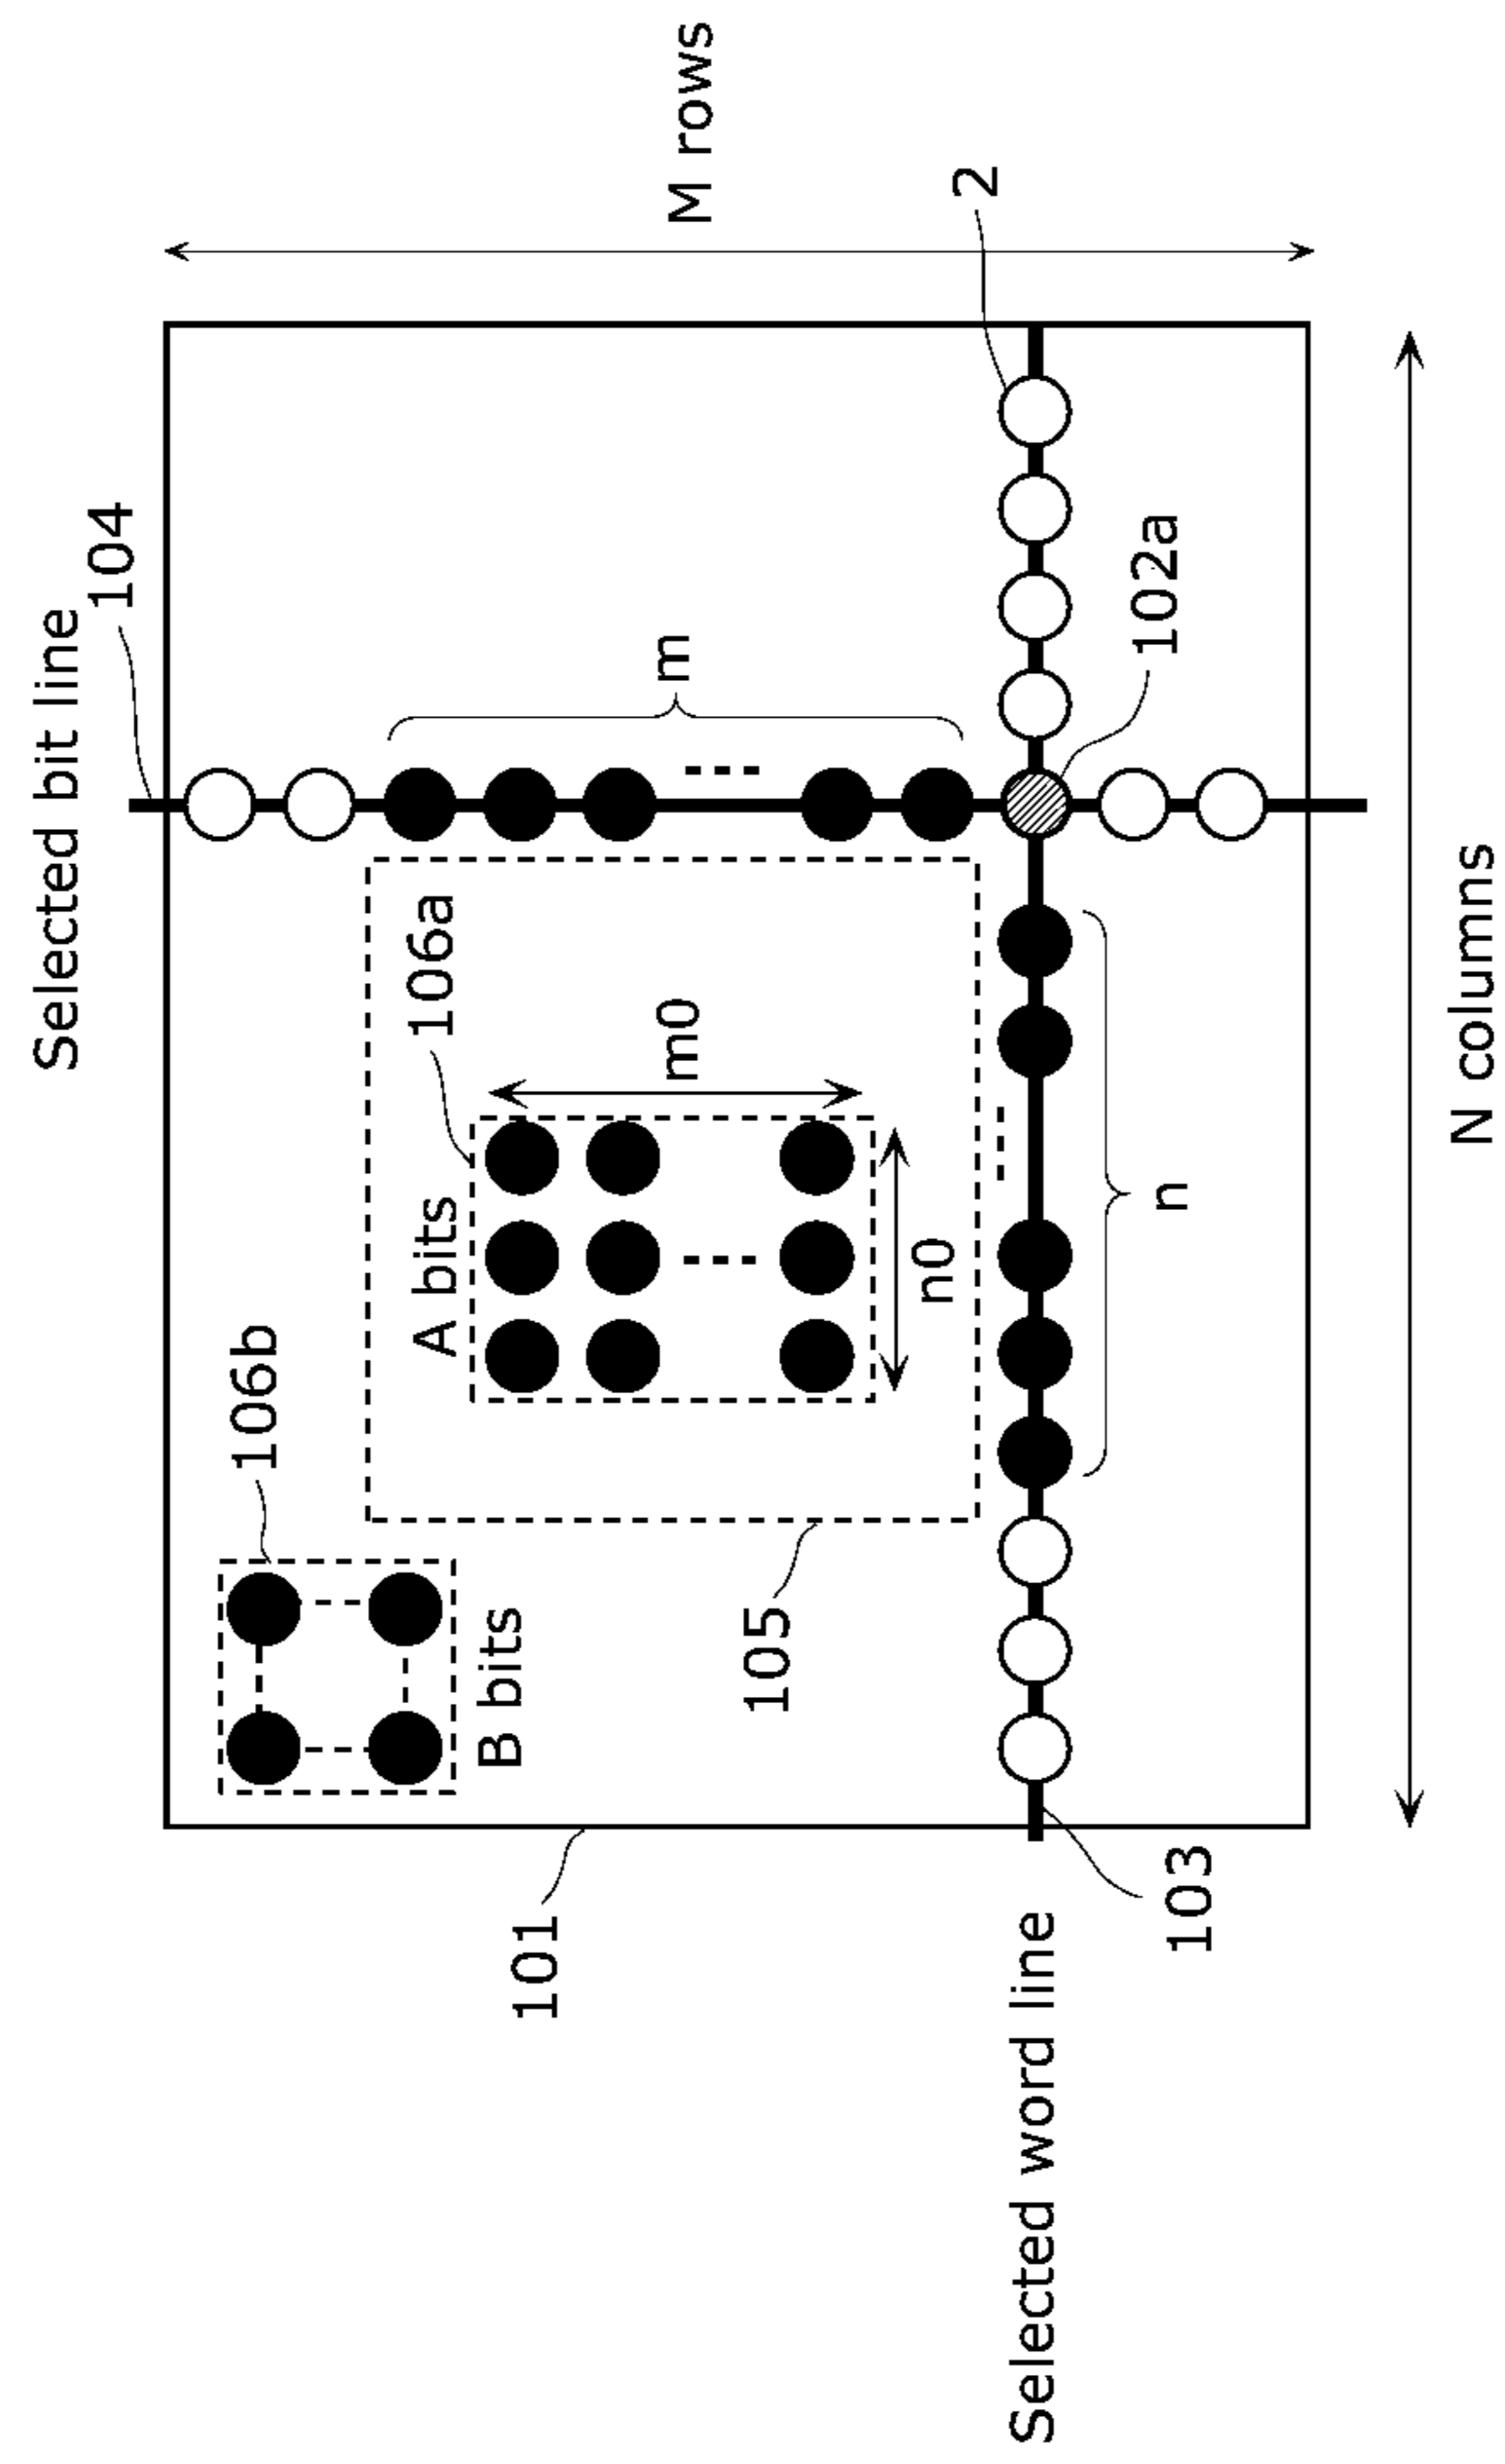 Selected bit line
104
106b
A bits
106a
B bits
101
m0
m
M rows
105
n0
2
Selected word line
102a
n
103
N columns